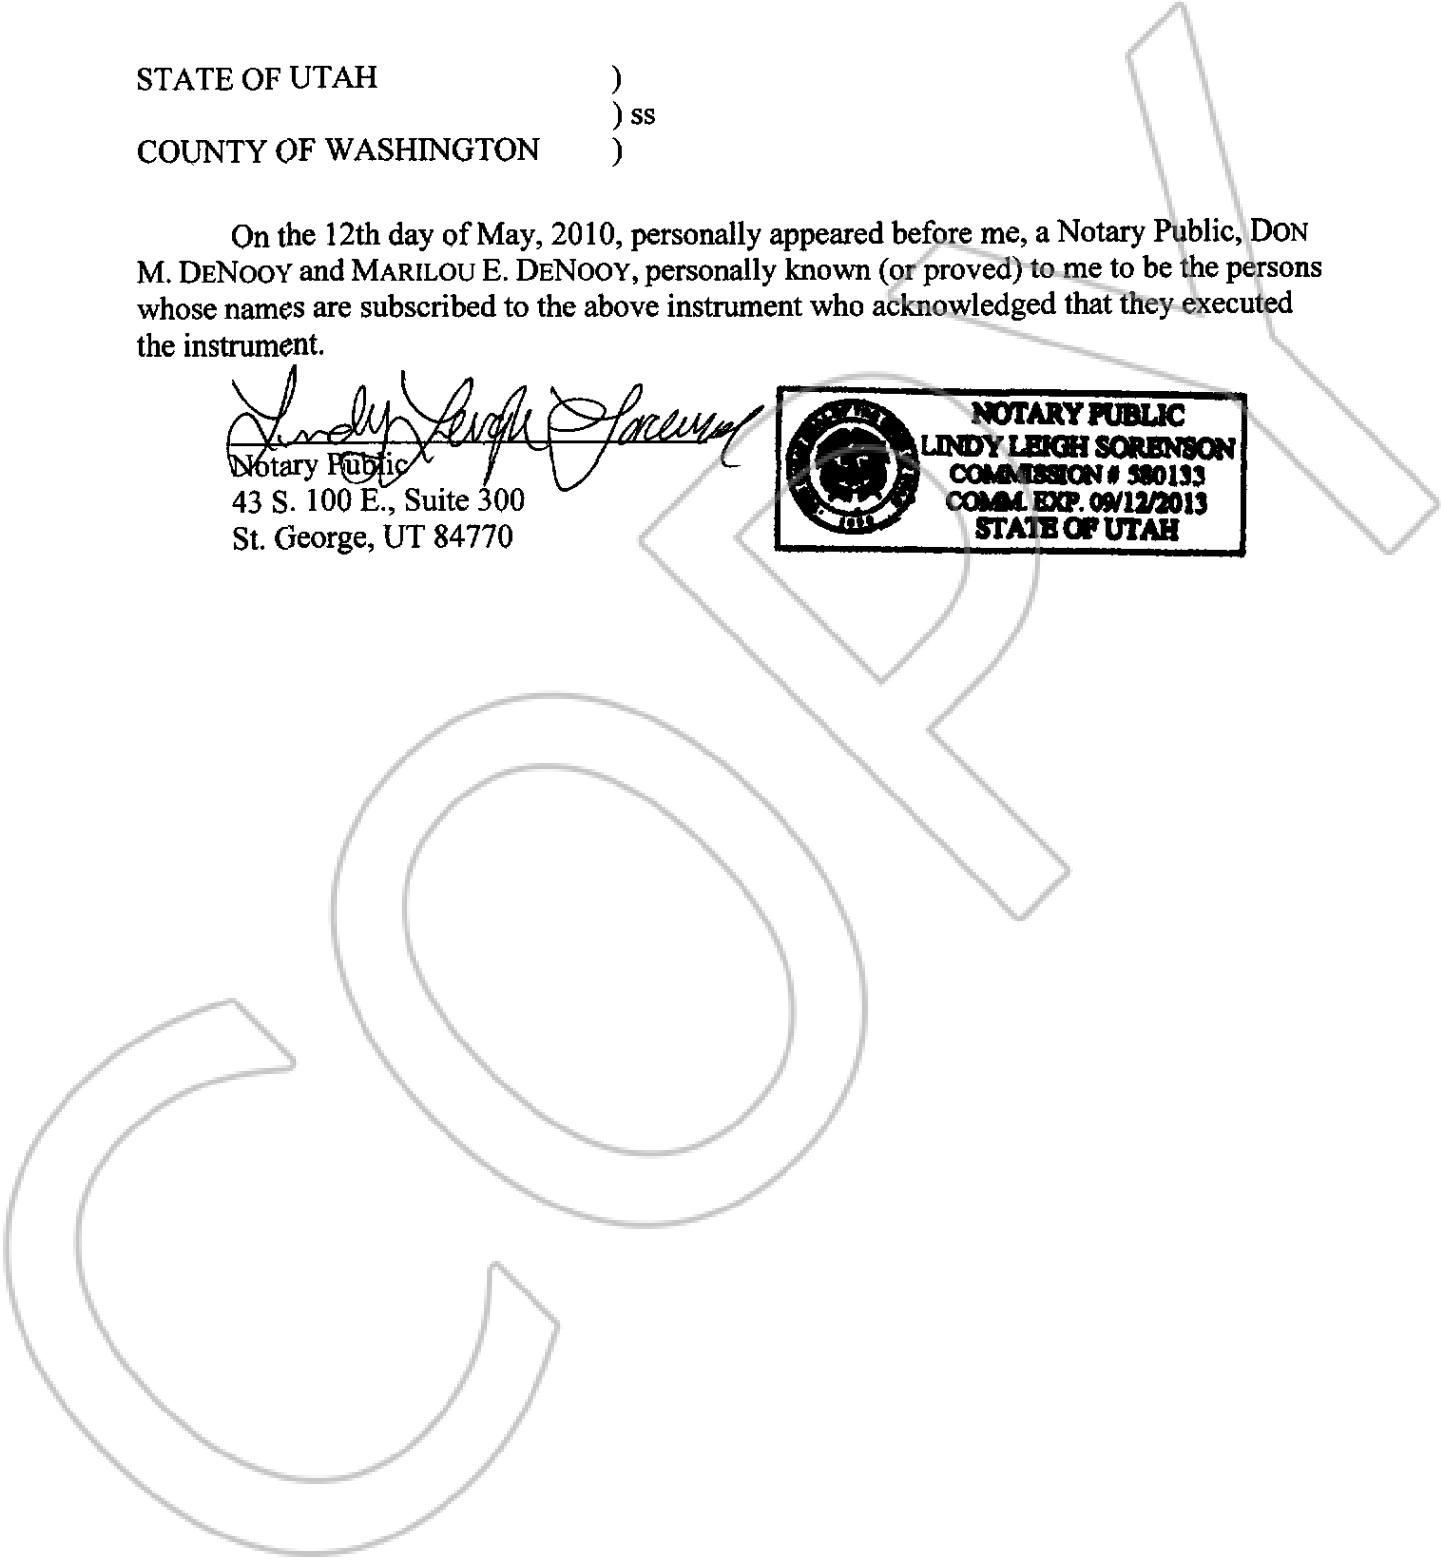 STATE OF UTAH )
) ss
COUNTY OF WASHINGTON )
On the 12th day of May, 2010, personally appeared before me, a Notary Public, DON
M. DENOOY and MARILOU E. DENOOY, personally known (or proved) to me to be the persons
whose names are subscribed to the above instrument who acknowledged that they executed
the instrument.
Lindy Leigh Sorenson
Notary Public
43 S. 100 E., Suite 300
St. George, UT 84770
NOTARY PUBLIC
LINDY LEIGH SORENSON
COMMISSION # 580133
COMM. EXP. 09/12/2013
STATE OF UTAH
1896
COPY